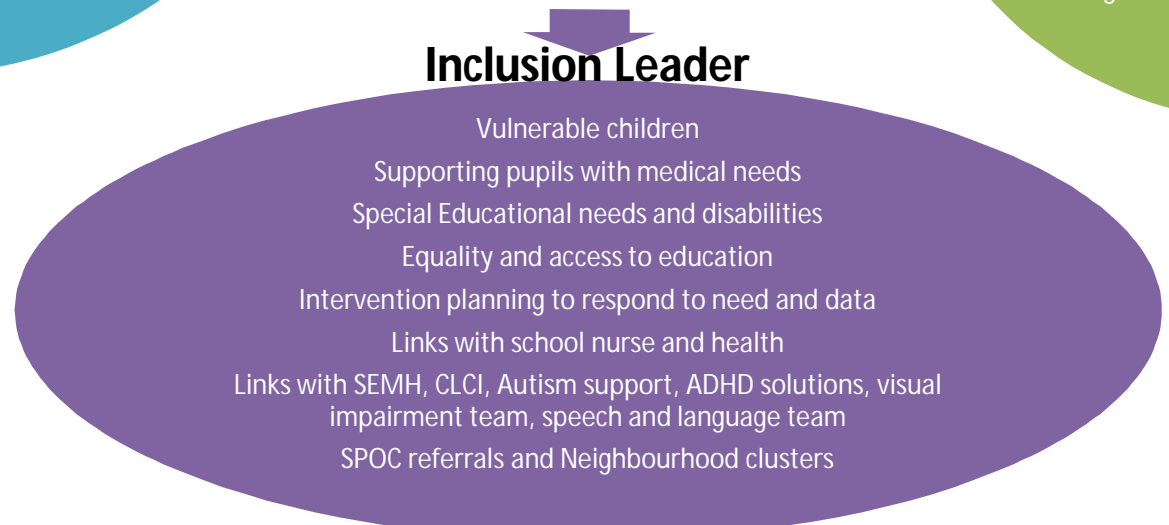 Inclusion Leader
Vulnerable children
Supporting pupils with medical needs
Special Educational needs and disabilities
Equality and access to education
Intervention planning to respond to need and data
Links with school nurse and health
Links with SEMH, CLCI, Autism support, ADHD solutions, visual
impairment team, speech and language team
SPOC referrals and Neighbourhood clusters